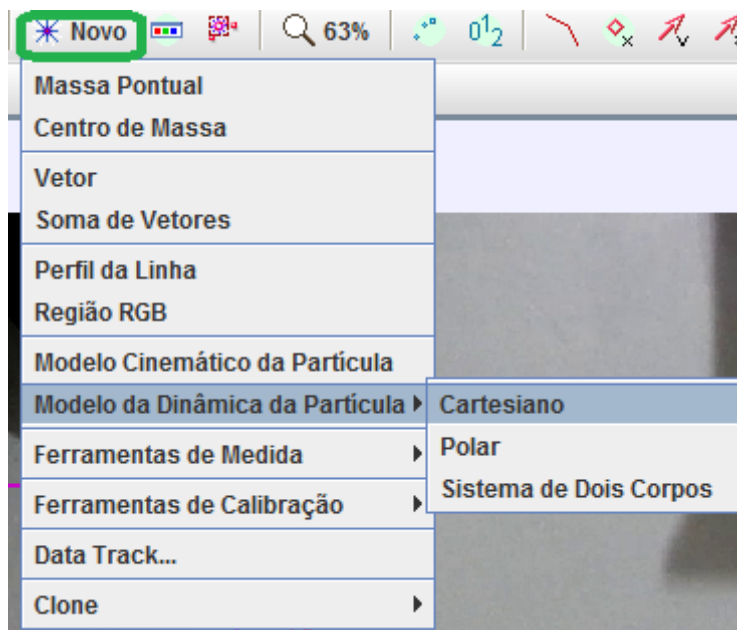 Novo 63% 0¹2 x v
Massa Pontual
Centro de Massa
Vetor
Soma de Vetores
Perfil da Linha
Região RGB
Modelo Cinemático da Partícula
Modelo da Dinâmica da Partícula Cartesiano
Ferramentas de Medida Polar
Ferramentas de Calibração Sistema de Dois Corpos
Data Track...
Clone